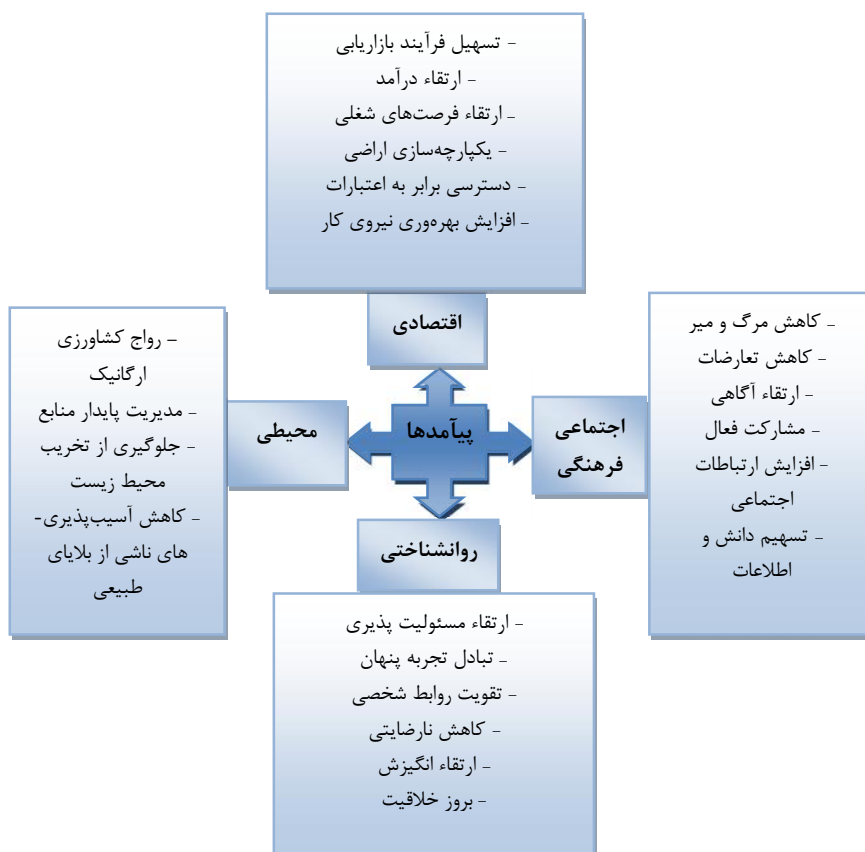 - تسهیل فرآیند بازاریابی
- ارتقاء درآمد
- ارتقاء فرصت‌های شغلی
- یکپارچه‌سازی اراضی
- دسترسی برابر به اعتبارات
- افزایش بهره‌وری نیروی کار
اقتصادی
- کاهش مرگ و میر
- کاهش تعارضات
- ارتقاء آگاهی
- مشارکت فعال
- افزایش ارتباطات
اجتماعی
- تسهیم دانش و
اطلاعات
اجتماعی
فرهنگی
پیآمدها
محیطی
- رواج کشاورزی
ارگانیک
- مدیریت پایدار منابع
- جلوگیری از تخریب
محیط زیست
- کاهش آسیب‌پذیری-
های ناشی از بلایای
طبیعی
روانشناختی
- ارتقاء مسئولیت پذیری
- تبادل تجربه پنهان
- تقویت روابط شخصی
- کاهش نارضایتی
- ارتقاء انگیزش
- بروز خلاقیت